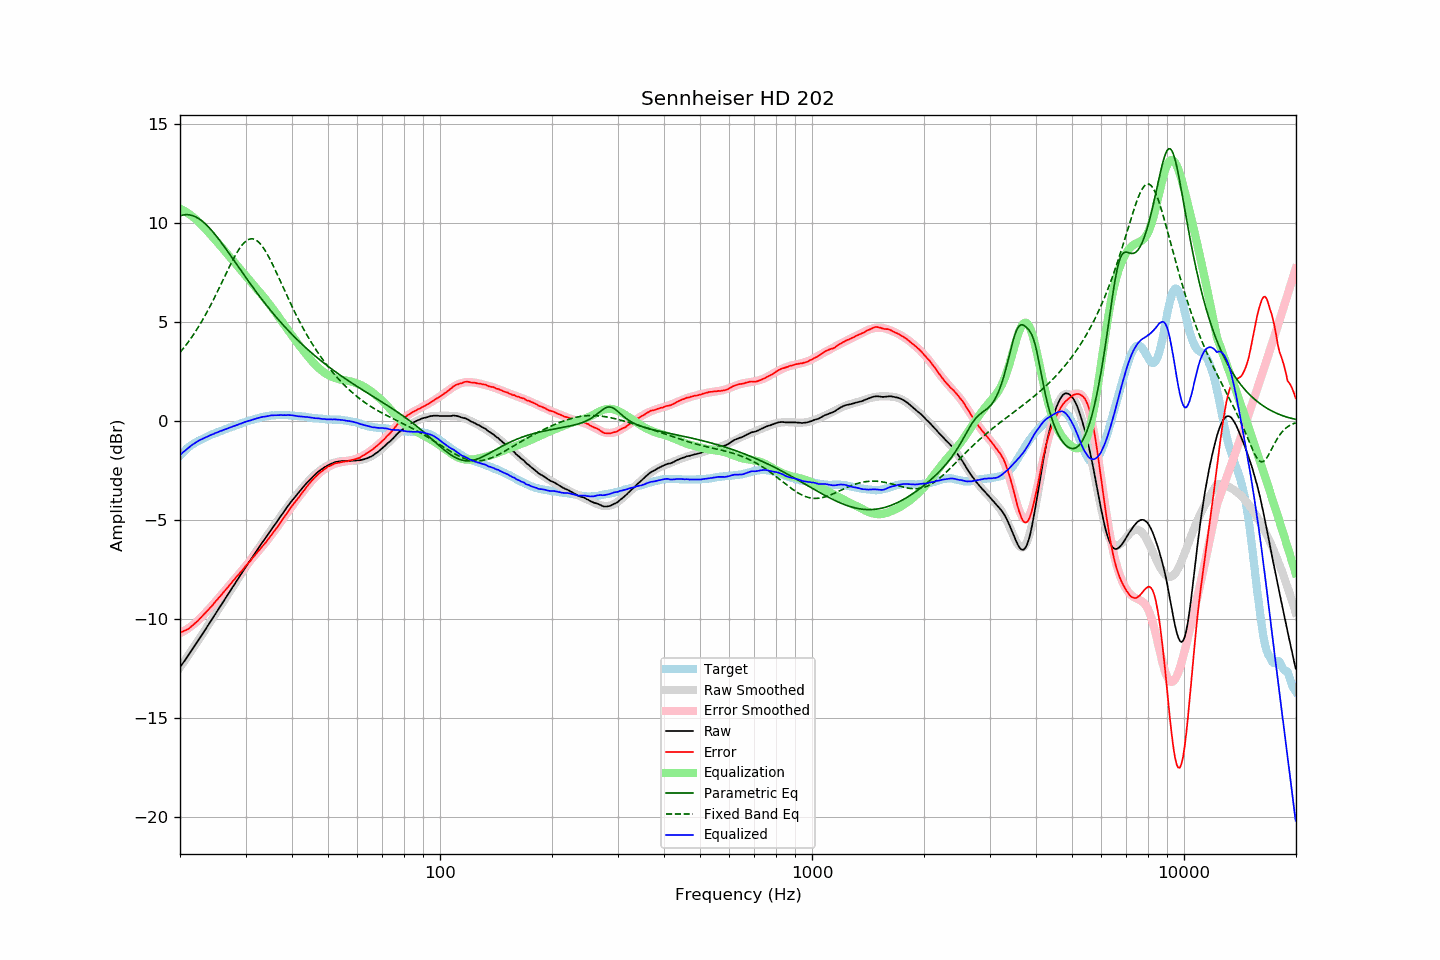 Sennheiser HD 202
15
10
5
0
−5
−10
−15
−20
Amplitude (dBr)
Target
Raw Smoothed
Error Smoothed
Raw
Error
Equalization
Parametric Eq
Fixed Band Eq
Equalized
100
1000
10000
Frequency (Hz)